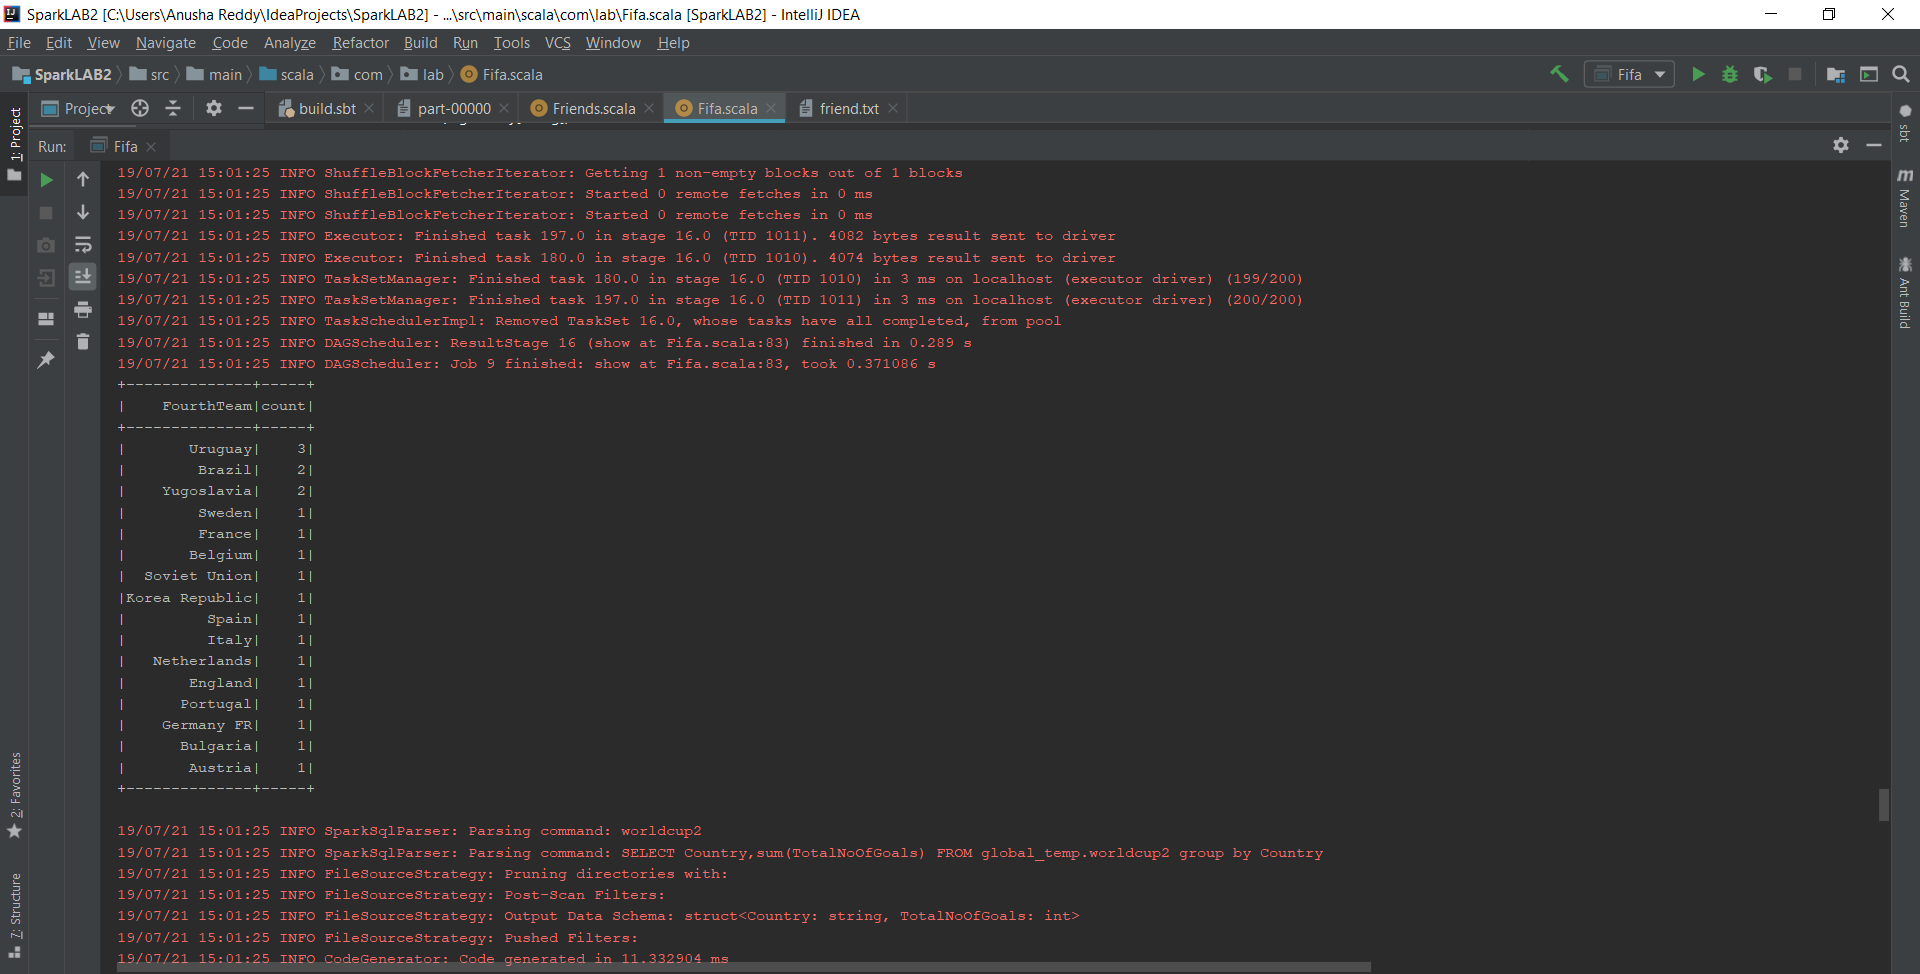 SparkLAB2 [C:\Users\Anusha Reddy\IdeaProjects\SparkLAB2] - ...\src\main\scala\com\lab\Fifa.scala [SparkLAB2] - IntelliJ IDEA
File Edit View Navigate Code Analyze Refactor Build Run Tools VCS Window Help
SparkLAB2 src main scala com lab Fifa.scala Fifa
Project build.sbt part-00000 Friends.scala Fifa.scala friend.txt
Run: Fifa
1: Project
2: Favorites
7: Structure
sbt
Maven
Ant Build
19/07/21 15:01:25 INFO ShuffleBlockFetcherIterator: Getting 1 non-empty blocks out of 1 blocks
19/07/21 15:01:25 INFO ShuffleBlockFetcherIterator: Started 0 remote fetches in 0 ms
19/07/21 15:01:25 INFO ShuffleBlockFetcherIterator: Started 0 remote fetches in 0 ms
19/07/21 15:01:25 INFO Executor: Finished task 197.0 in stage 16.0 (TID 1011). 4082 bytes result sent to driver
19/07/21 15:01:25 INFO Executor: Finished task 180.0 in stage 16.0 (TID 1010). 4074 bytes result sent to driver
19/07/21 15:01:25 INFO TaskSetManager: Finished task 180.0 in stage 16.0 (TID 1010) in 3 ms on localhost (executor driver) (199/200)
19/07/21 15:01:25 INFO TaskSetManager: Finished task 197.0 in stage 16.0 (TID 1011) in 3 ms on localhost (executor driver) (200/200)
19/07/21 15:01:25 INFO TaskSchedulerImpl: Removed TaskSet 16.0, whose tasks have all completed, from pool
19/07/21 15:01:25 INFO DAGScheduler: ResultStage 16 (show at Fifa.scala:83) finished in 0.289 s
19/07/21 15:01:25 INFO DAGScheduler: Job 9 finished: show at Fifa.scala:83, took 0.371086 s
+--------------+-----+
|    FourthTeam|count|
+--------------+-----+
|       Uruguay|    3|
|        Brazil|    2|
|    Yugoslavia|    2|
|        Sweden|    1|
|        France|    1|
|       Belgium|    1|
|  Soviet Union|    1|
|Korea Republic|    1|
|         Spain|    1|
|         Italy|    1|
|   Netherlands|    1|
|       England|    1|
|      Portugal|    1|
|    Germany FR|    1|
|      Bulgaria|    1|
|       Austria|    1|
+--------------+-----+
19/07/21 15:01:25 INFO SparkSqlParser: Parsing command: worldcup2
19/07/21 15:01:25 INFO SparkSqlParser: Parsing command: SELECT Country,sum(TotalNoOfGoals) FROM global_temp.worldcup2 group by Country
19/07/21 15:01:25 INFO FileSourceStrategy: Pruning directories with:
19/07/21 15:01:25 INFO FileSourceStrategy: Post-Scan Filters:
19/07/21 15:01:25 INFO FileSourceStrategy: Output Data Schema: struct<Country: string, TotalNoOfGoals: int>
19/07/21 15:01:25 INFO FileSourceStrategy: Pushed Filters:
19/07/21 15:01:25 INFO CodeGenerator: Code generated in 11.332904 ms